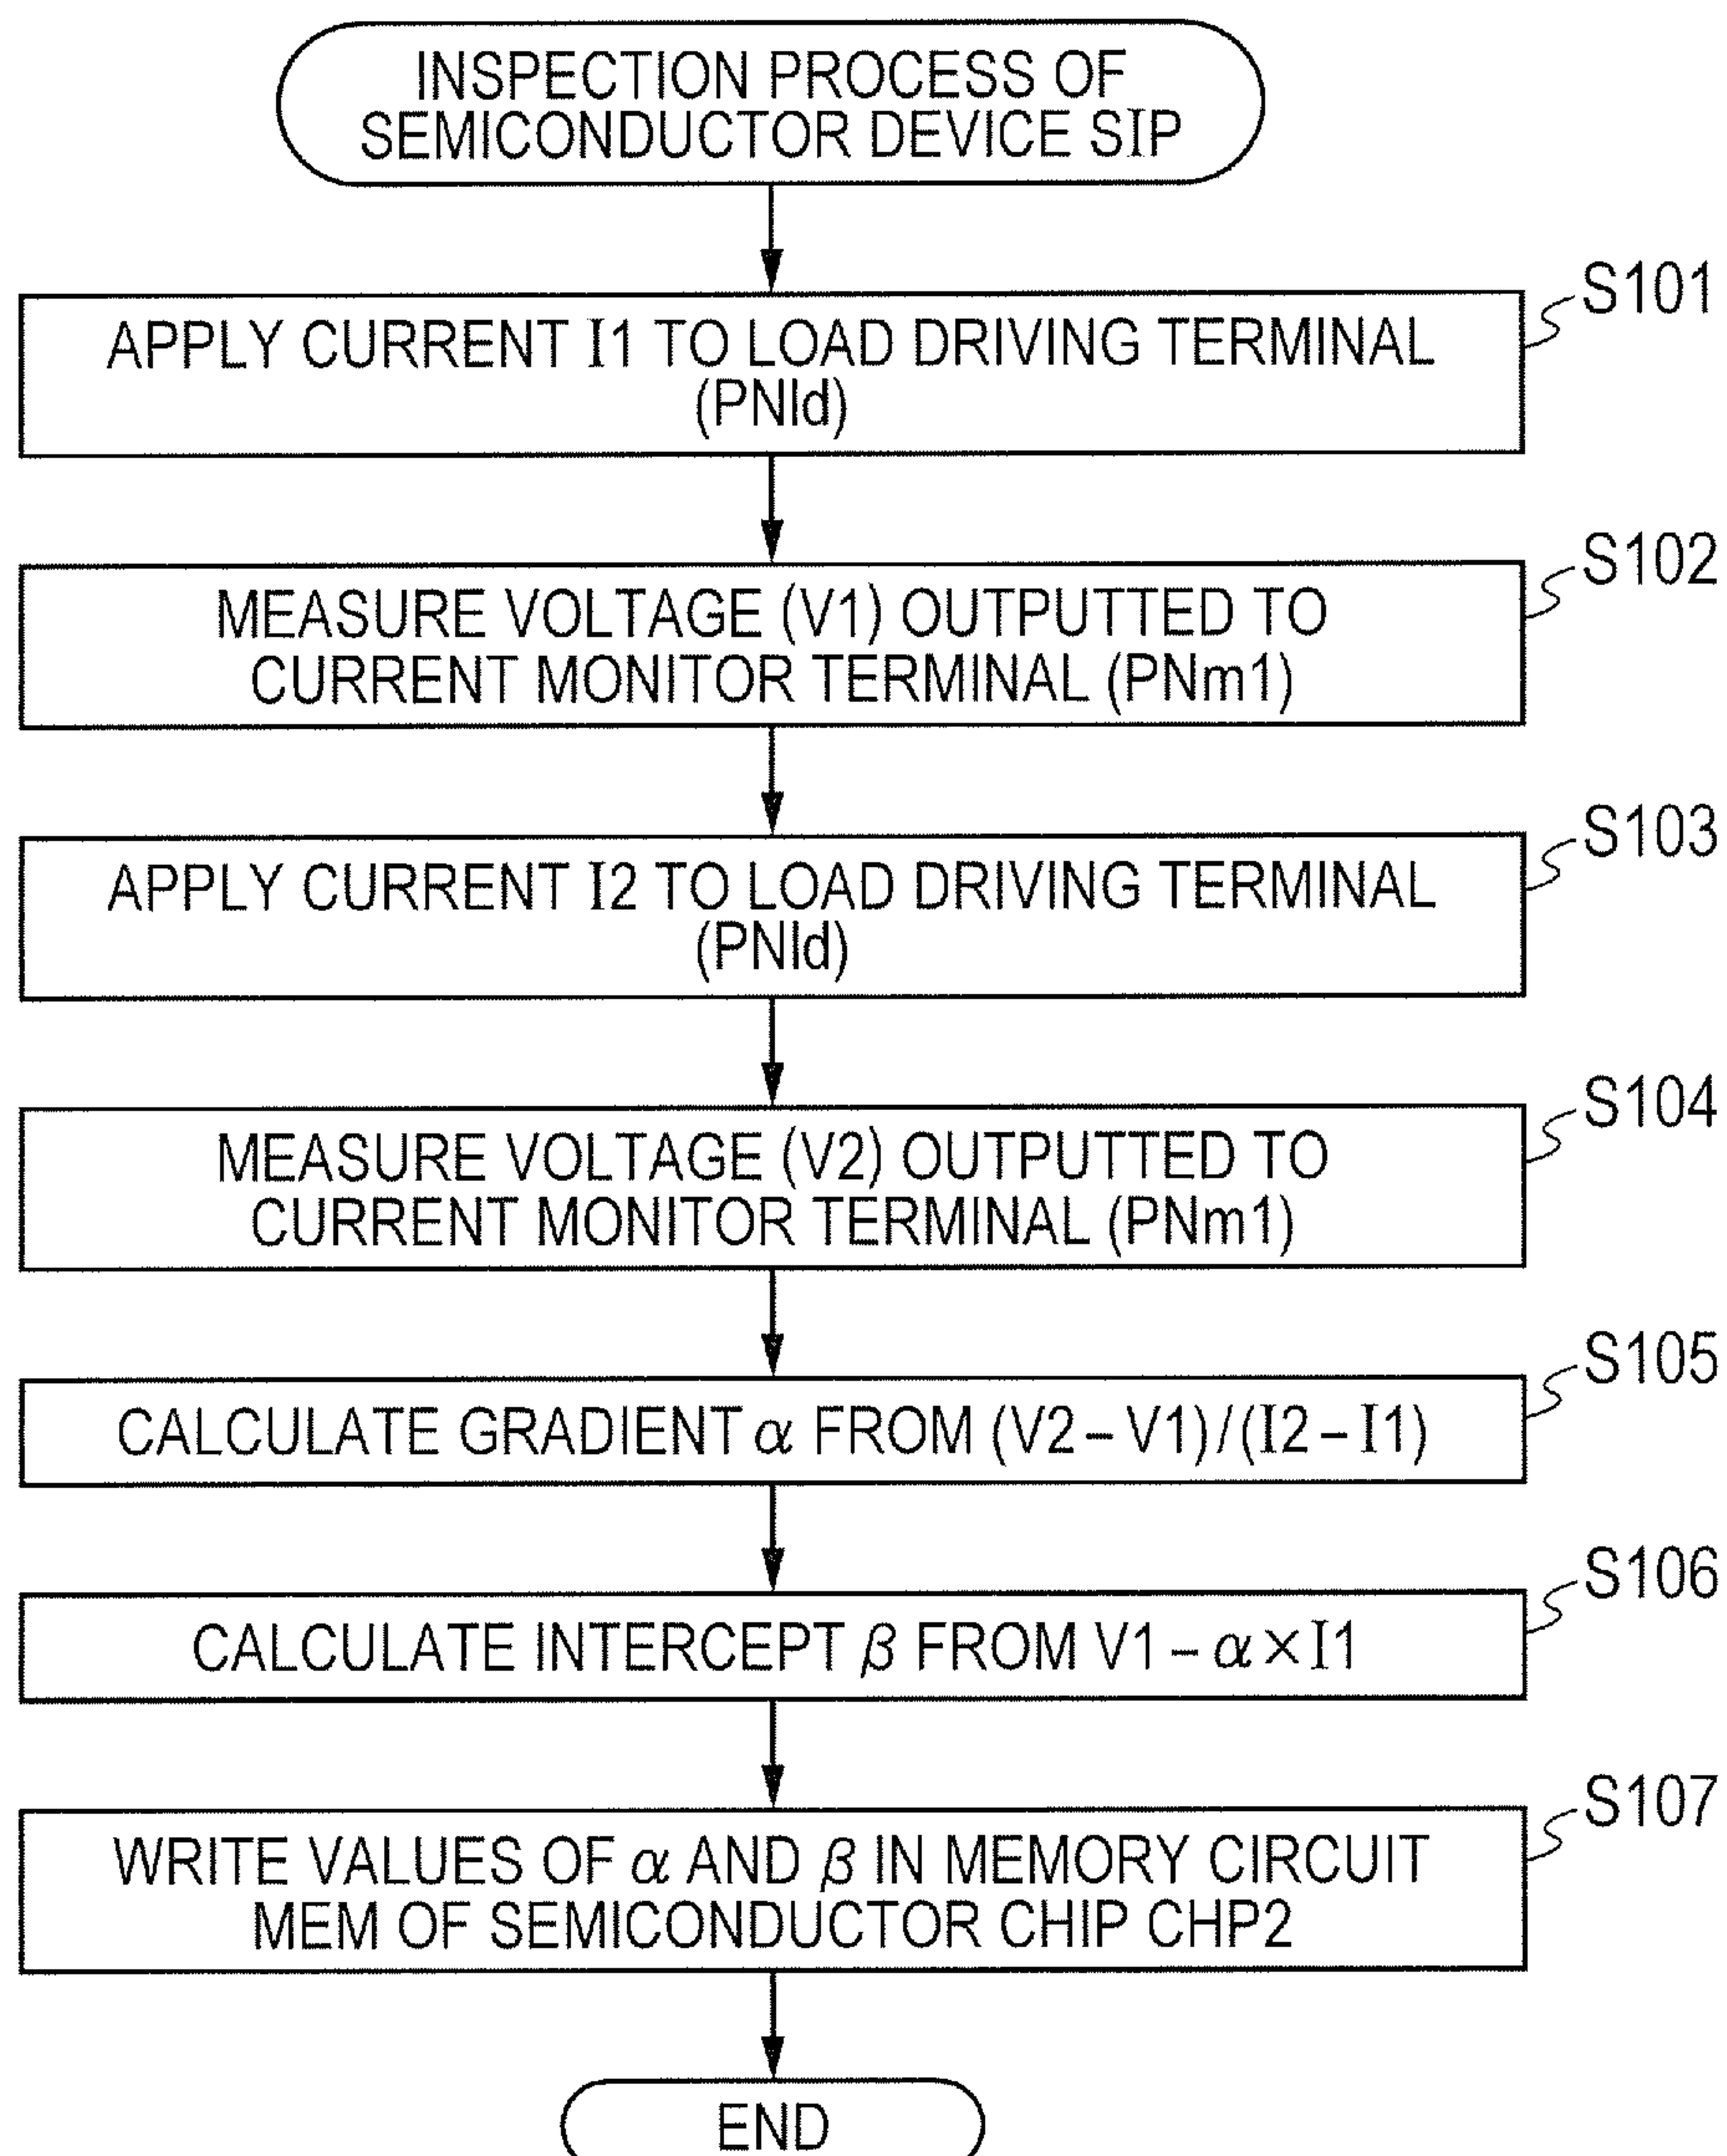 INSPECTION PROCESS OF
SEMICONDUCTOR DEVICE SIP
S101
APPLY CURRENT I1 TO LOAD DRIVING TERMINAL
(PNld)
S102
MEASURE VOLTAGE (V1) OUTPUTTED TO
CURRENT MONITOR TERMINAL (PNm1)
S103
APPLY CURRENT I2 TO LOAD DRIVING TERMINAL
(PNld)
S104
MEASURE VOLTAGE (V2) OUTPUTTED TO
CURRENT MONITOR TERMINAL (PNm1)
S105
CALCULATE GRADIENT α FROM (V2 – V1) / (I2 – I1)
S106
CALCULATE INTERCEPT β FROM V1 – α × I1
S107
WRITE VALUES OF α AND β IN MEMORY CIRCUIT
MEM OF SEMICONDUCTOR CHIP CHP2
END